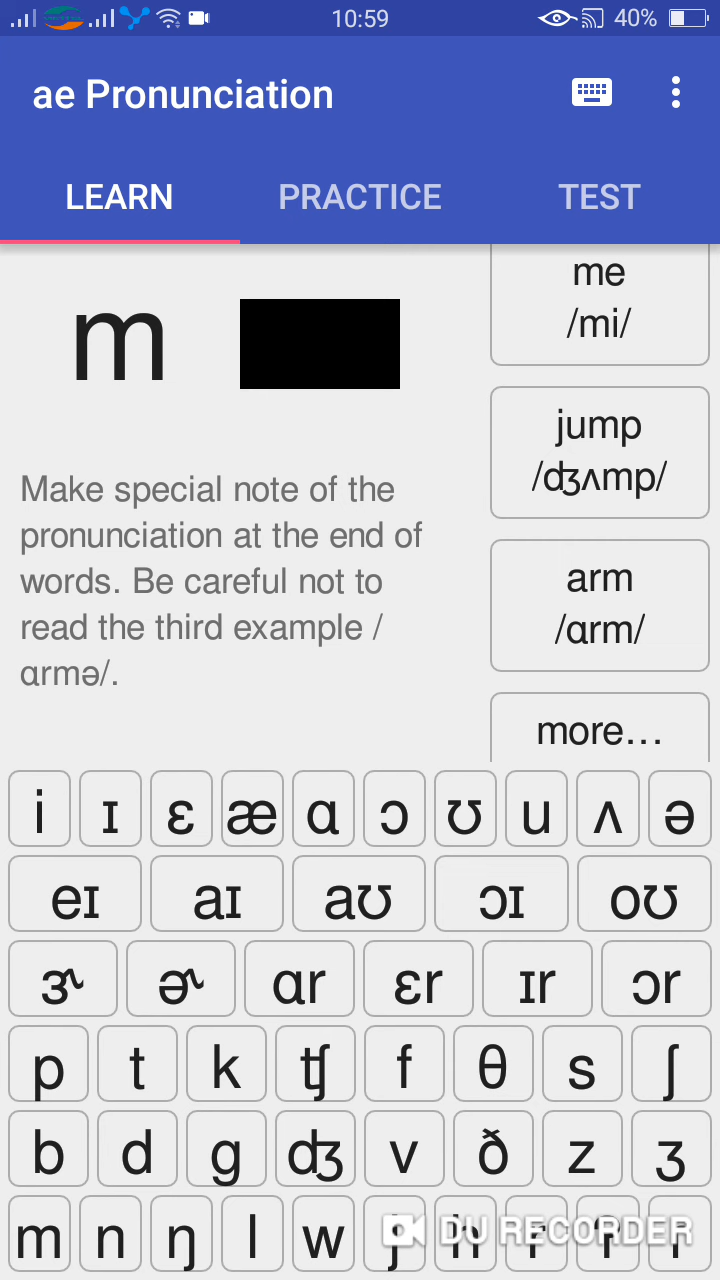 10:59 40%
ae Pronunciation
LEARN PRACTICE TEST
m
Make special note of the
pronunciation at the end of
words. Be careful not to
read the third example /
ɑrmə/.
me
/mi/
jump
/ʤʌmp/
arm
/ɑrm/
more...
i ɪ ɛ æ ɑ ɔ ʊ u ʌ ə
eɪ aɪ aʊ ɔɪ oʊ
ɝ ɚ ɑr ɛr ɪr ɔr
p t k ʧ f θ s ʃ
b d g ʤ v ð z ʒ
m n ŋ l w j h r
DU RECORDER